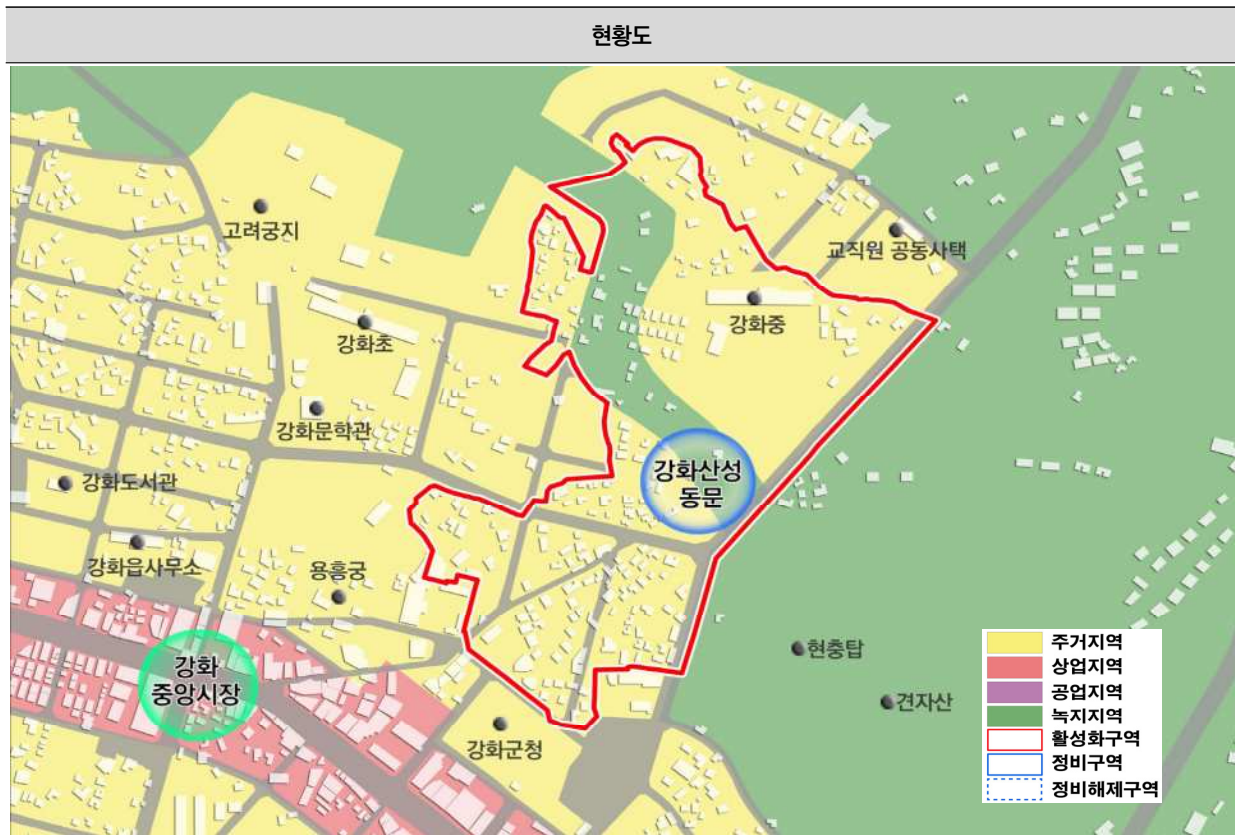 현황도
고려궁지
교직원 공동사택
강화중
강화초
강화문학관
강화산성
동문
강화도서관
강화읍사무소
용흥궁
현충탑
강화
중앙시장
견자산
강화군청
주거지역
상업지역
공업지역
녹지지역
활성화구역
정비구역
정비해제구역